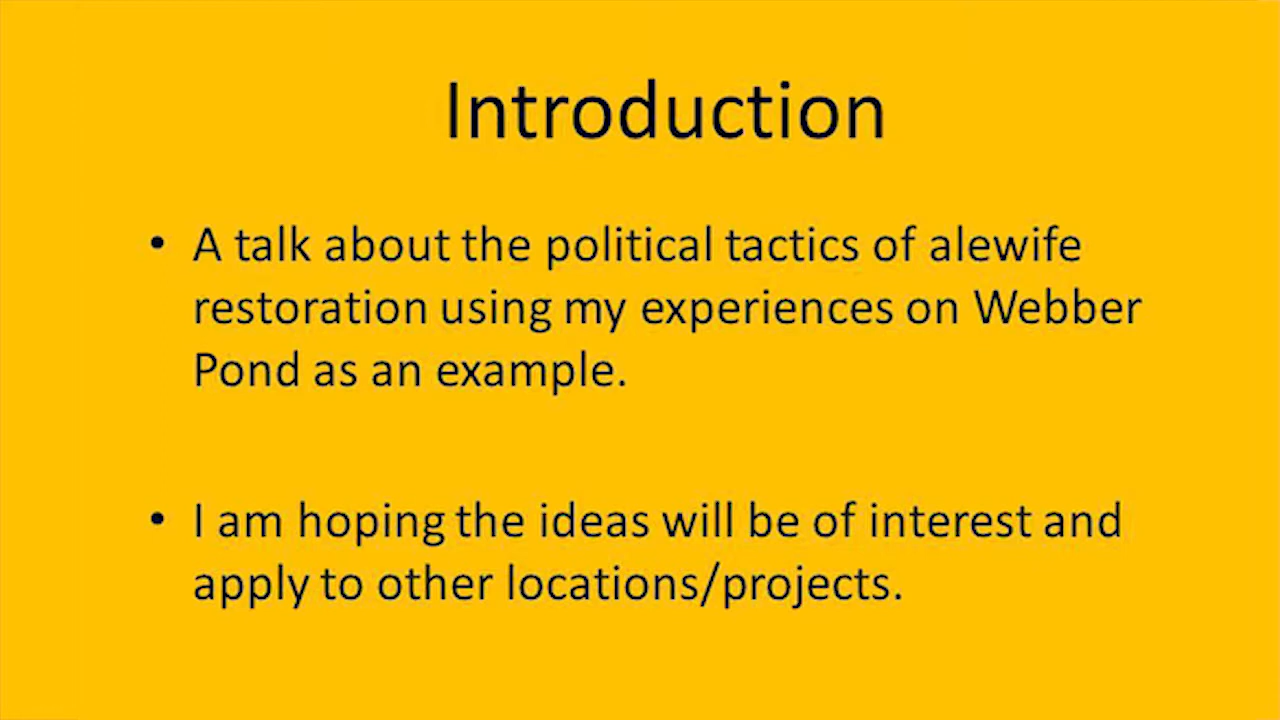 Introduction
• A talk about the political tactics of alewife
restoration using my experiences on Webber
Pond as an example.
• I am hoping the ideas will be of interest and
apply to other locations/projects.